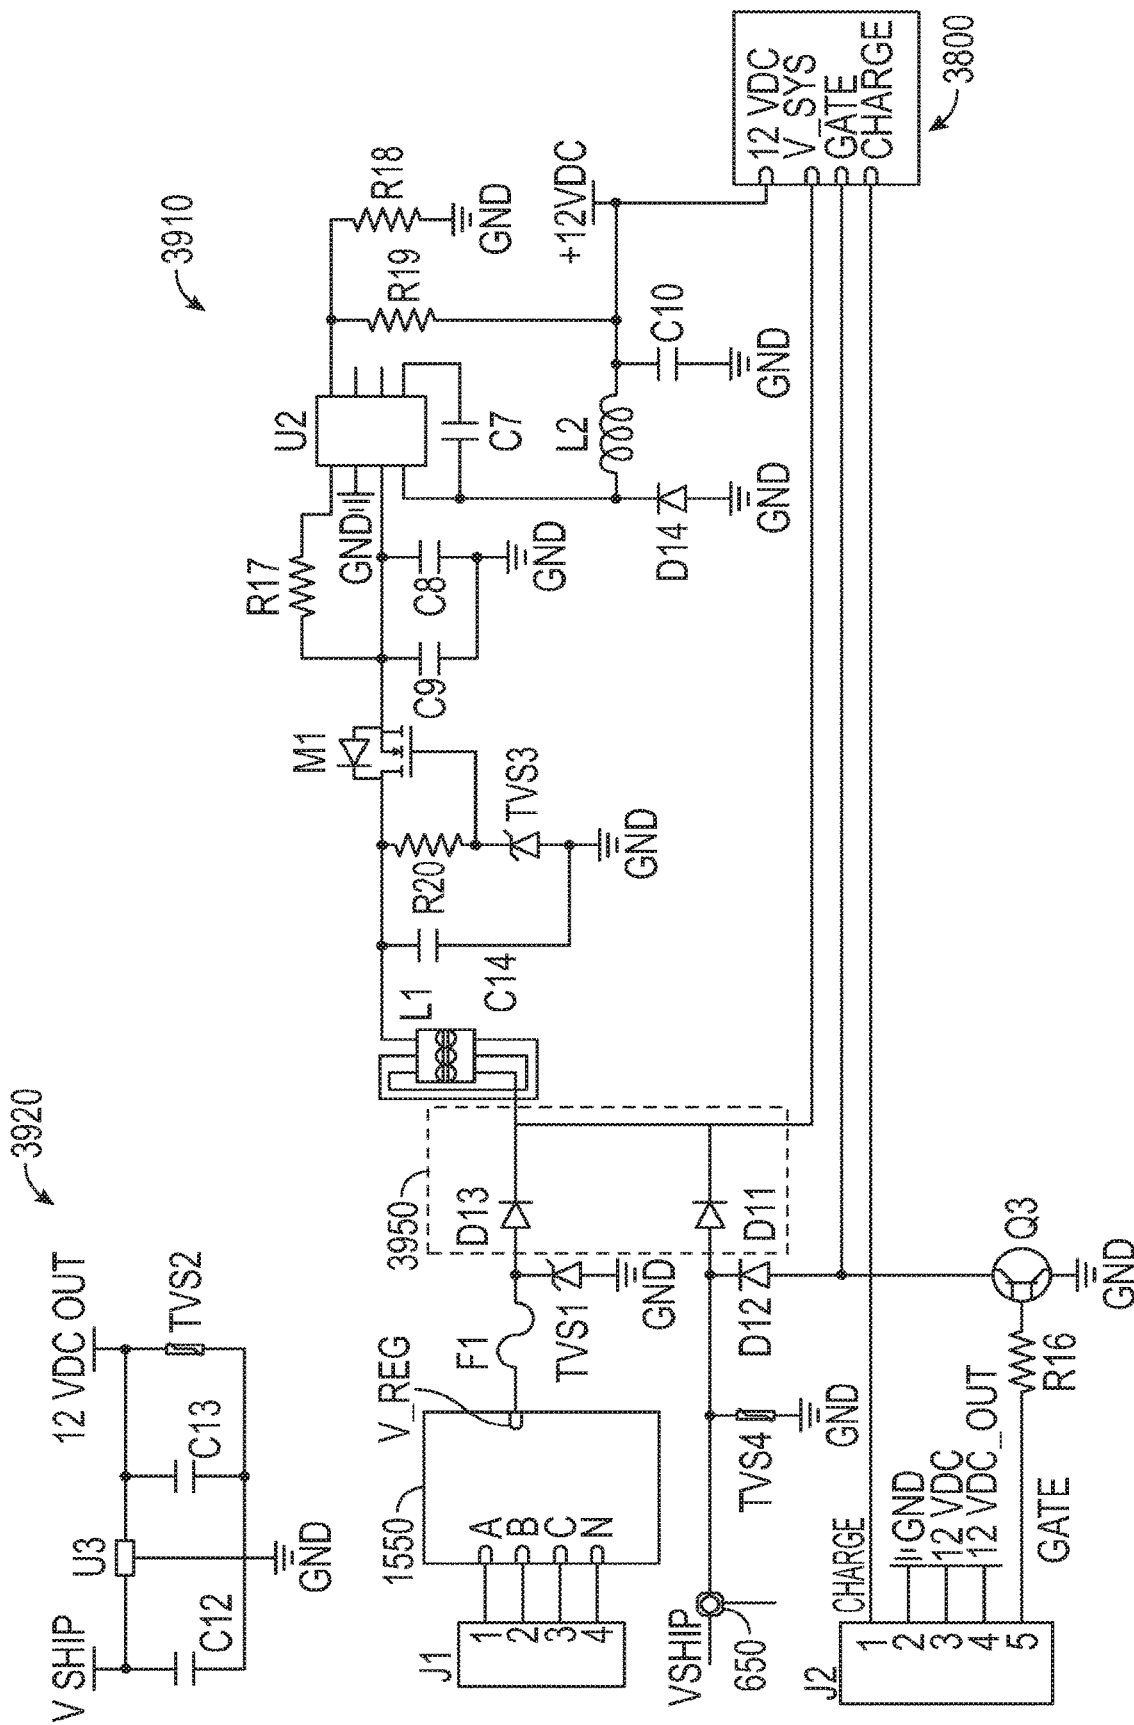 3920
V SHIP
12 VDC OUT
U3
C12
C13
TVS2
GND
3910
R17
U2
R18
R19
GND
GND
M1
C9
C8
GND
C7
L2
+12VDC
C10
GND
D14
GND
L1
C14
R20
TVS3
GND
12 VDC
V_SYS
GATE
CHARGE
3800
1550
V_REG
F1
3950
D13
TVS1
GND
J1
1
2
3
4
A
B
C
N
VSHIP
650
TVS4
GND
D12
D11
J2
1
2
3
4
5
CHARGE
GND
12 VDC
12 VDC_OUT
GATE
R16
Q3
GND